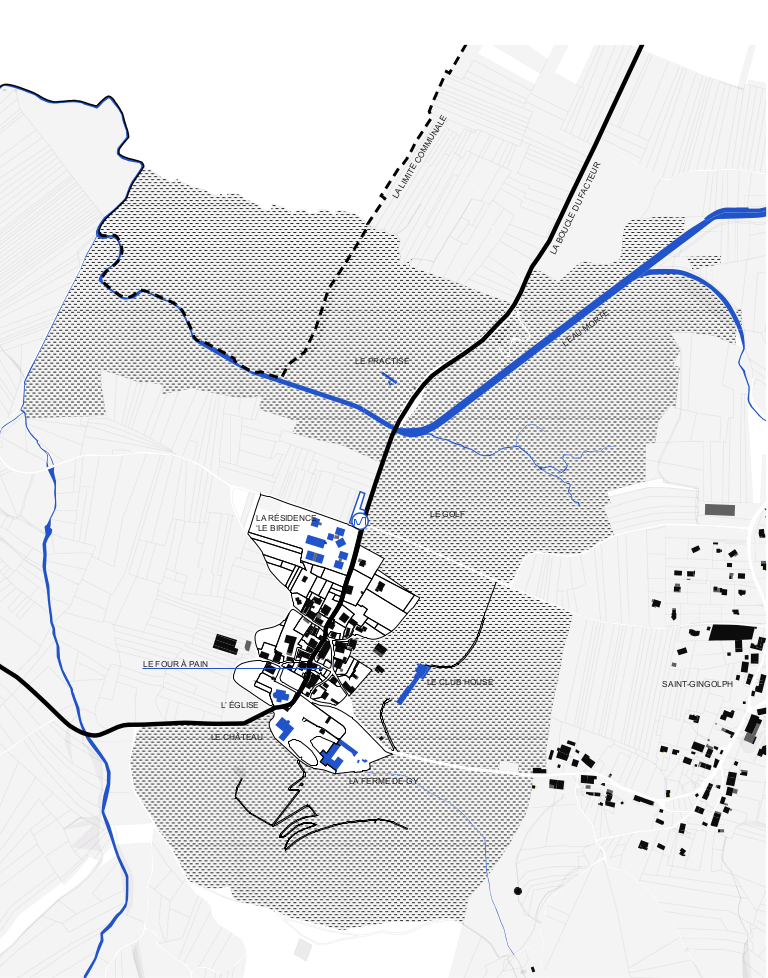 LA LIMITE COMMUNALE
LA BOUCLE DU FACTEUR
L'EAU MORTE
LE PRACTISE
LE GOLF
LA RÉSIDENCE
'LE BIRDIE'
LE FOUR À PAIN
LE CLUB HOUSE
SAINT-GINGOLPH
L' ÉGLISE
LE CHÂTEAU
LA FERME DE GY